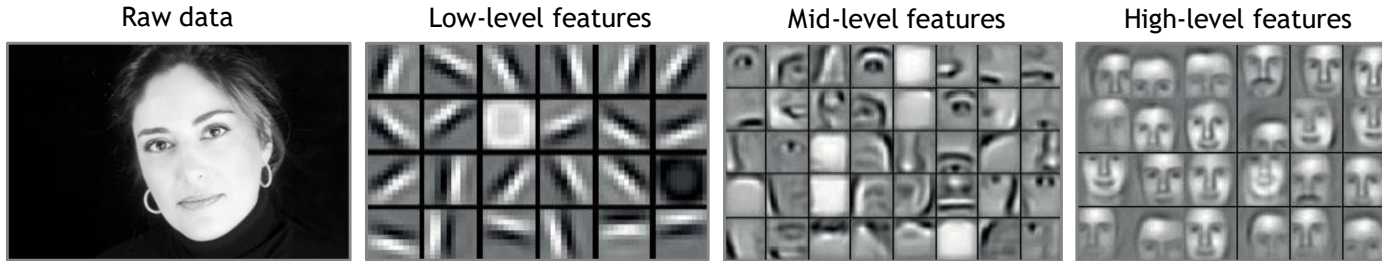 Raw data
Low-level features
Mid-level features
High-level features